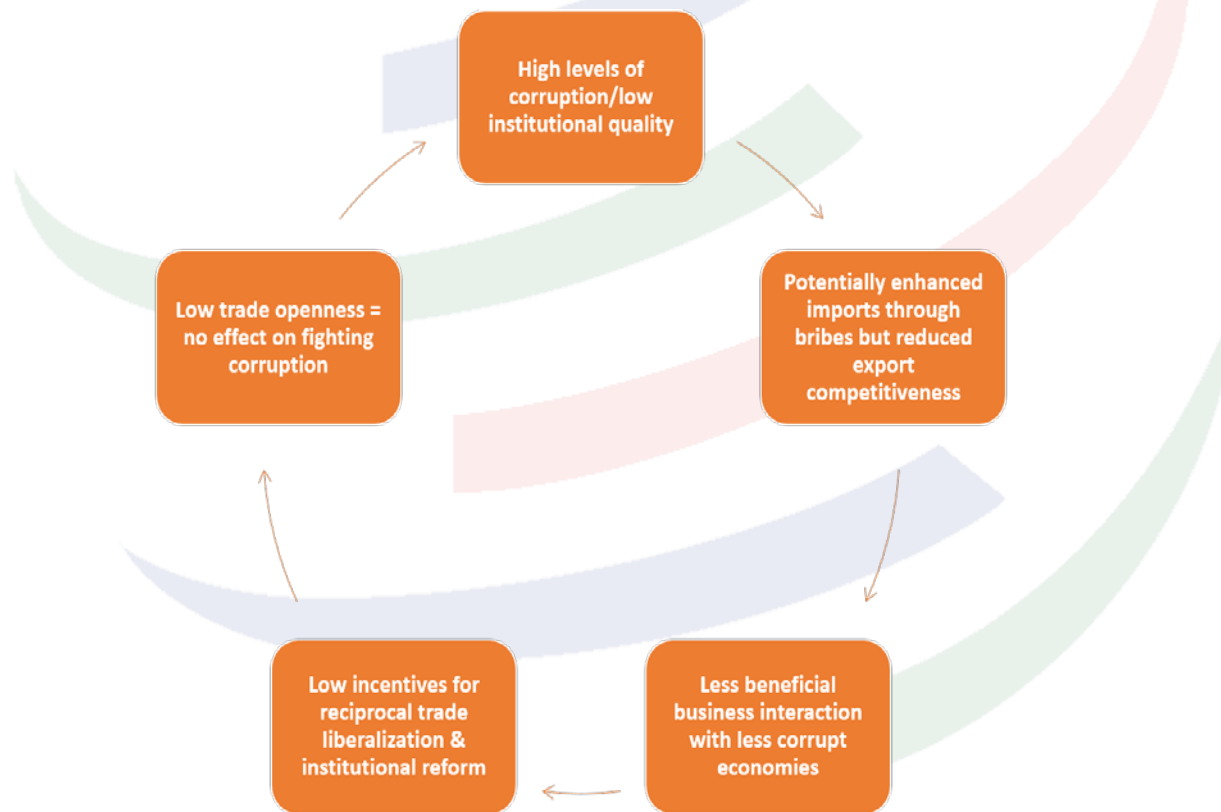 High levels of
corruption/low
institutional quality
Potentially enhanced
imports through
bribes but reduced
export
competitiveness
Less beneficial
business interaction
with less corrupt
economies
Low incentives for
reciprocal trade
liberalization &
institutional reform
Low trade openness =
no effect on fighting
corruption